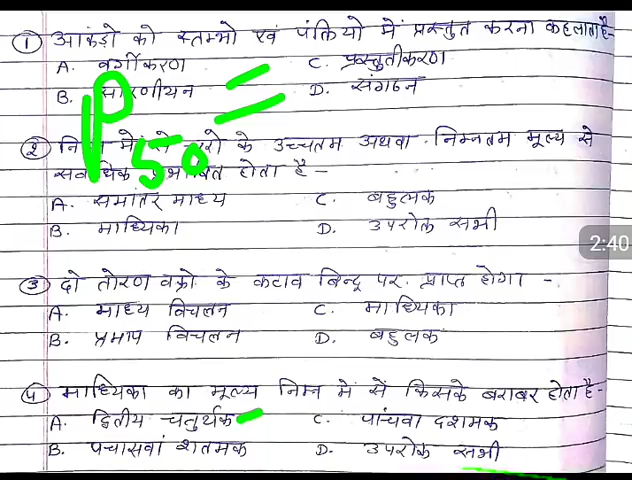 ① आकंड़ो को स्तम्भो एवं पंक्तियो में प्रस्तुत करना कहलाता है-
A. वर्गीकरण C. प्रस्तुतीकरण
B. सारणीयन D. संगठन
P50 =
② में से के उच्चतम अथवा निम्नतम मूल्य से
होता है -
A. समांतर माध्य C. बहुलक
B. माध्यिका D. उपरोक्त सभी
2:40
③ दो तोरण वक्रो के कटाव बिन्दू पर प्राप्त होगा -
A. माध्य विचलन C. माध्यिका
B. प्रमाप विचलन D. बहुलक
④ माध्यिका का मूल्य निम्न में से किसके बराबर होता है-
A. द्वितीय चतुर्थक C. पांचवा दशमक
B. पचासवां शतमक D. उपरोक्त सभी